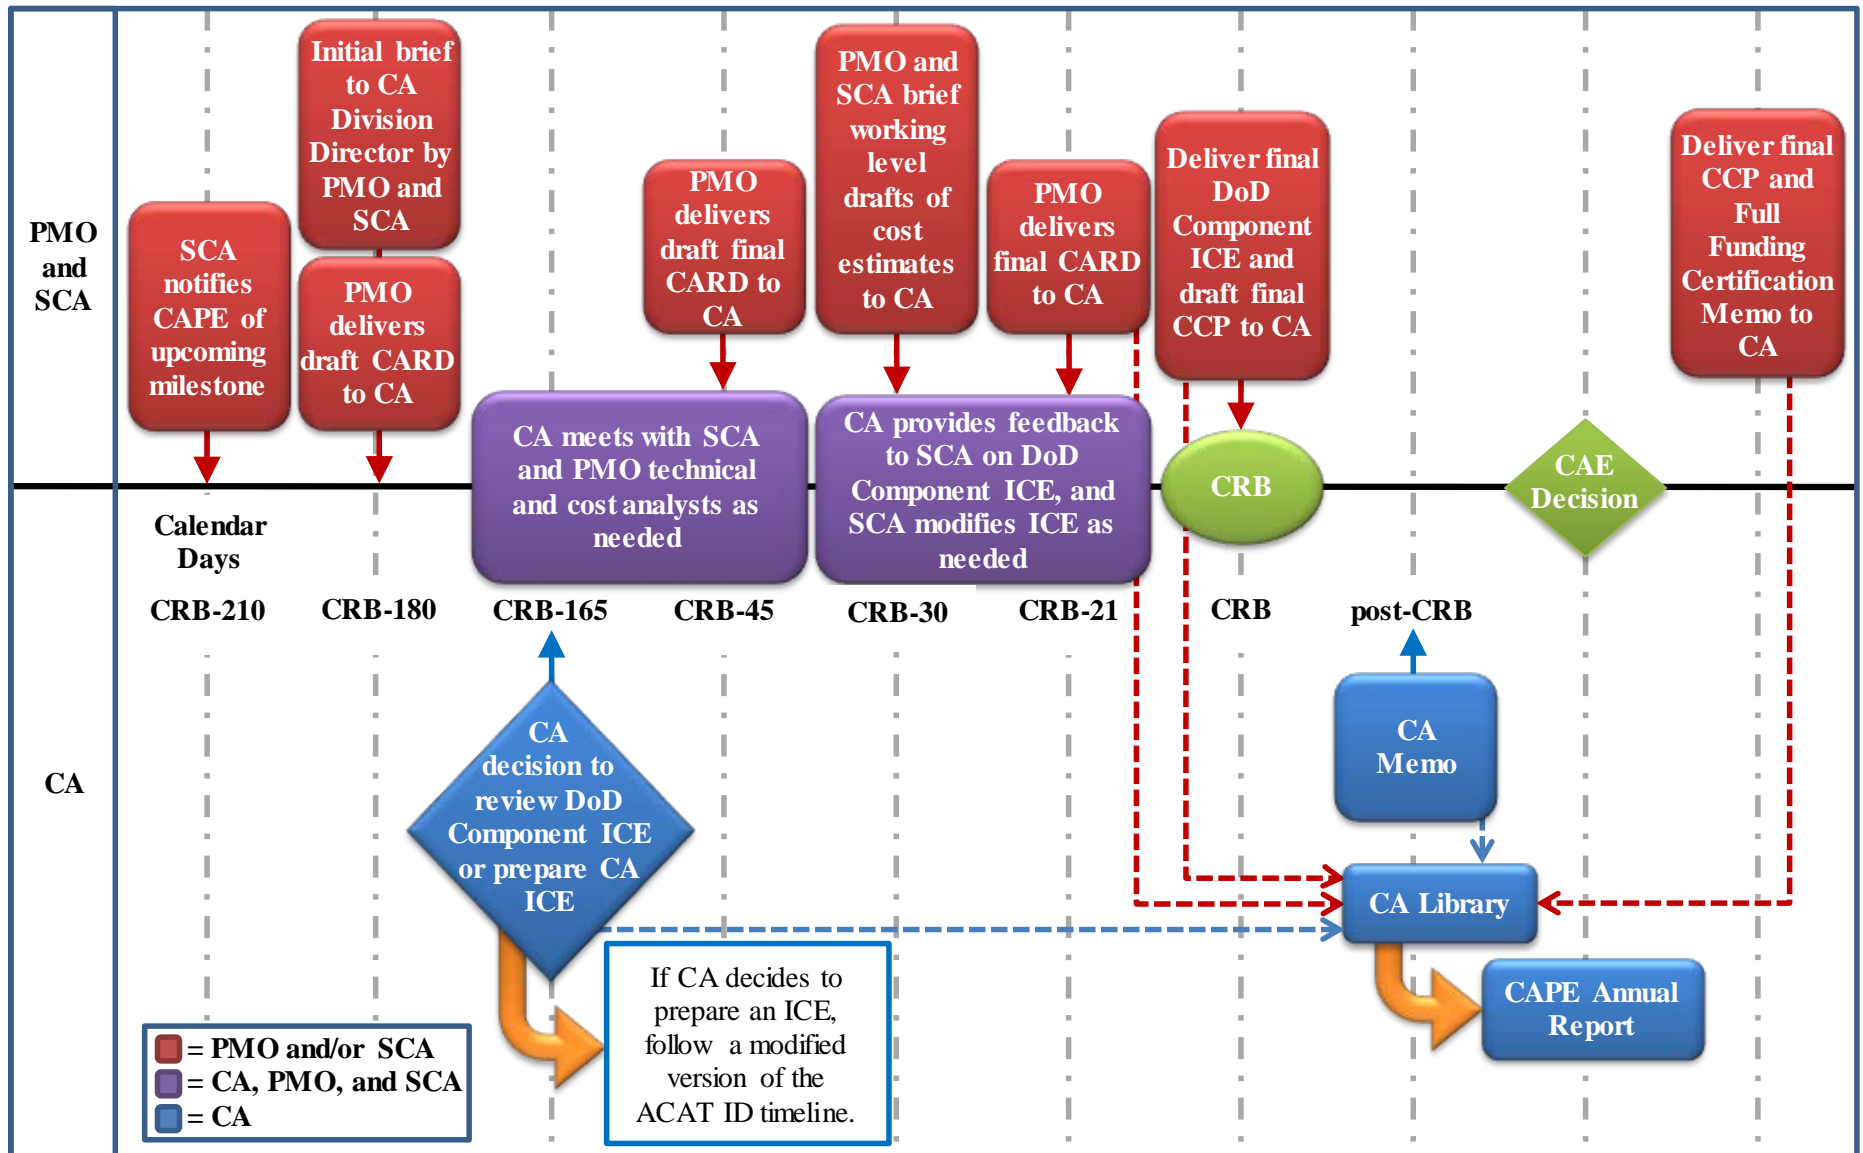 PMO
and
SCA
SCA
notifies
CAPE of
upcoming
milestone
Initial brief
to CA
Division
Director by
PMO and
SCA
PMO
delivers
draft CARD
to CA
PMO
delivers
draft final
CARD to
CA
PMO and
SCA brief
working
level
drafts of
cost
estimates
to CA
PMO
delivers
final CARD
to CA
Deliver final
DoD
Component
ICE and
draft final
CCP to CA
Deliver final
CCP and
Full
Funding
Certification
Memo to
CA
CA meets with SCA
and PMO technical
and cost analysts as
needed
CA provides feedback
to SCA on DoD
Component ICE, and
SCA modifies ICE as
needed
CRB
CAE
Decision
Calendar
Days
CRB-210
CRB-180
CRB-165
CRB-45
CRB-30
CRB-21
CRB
post-CRB
CA
CA
decision to
review DoD
Component ICE
or prepare CA
ICE
CA
Memo
CA Library
CAPE Annual
Report
If CA decides to
prepare an ICE,
follow a modified
version of the
ACAT ID timeline.
= PMO and/or SCA
= CA, PMO, and SCA
= CA